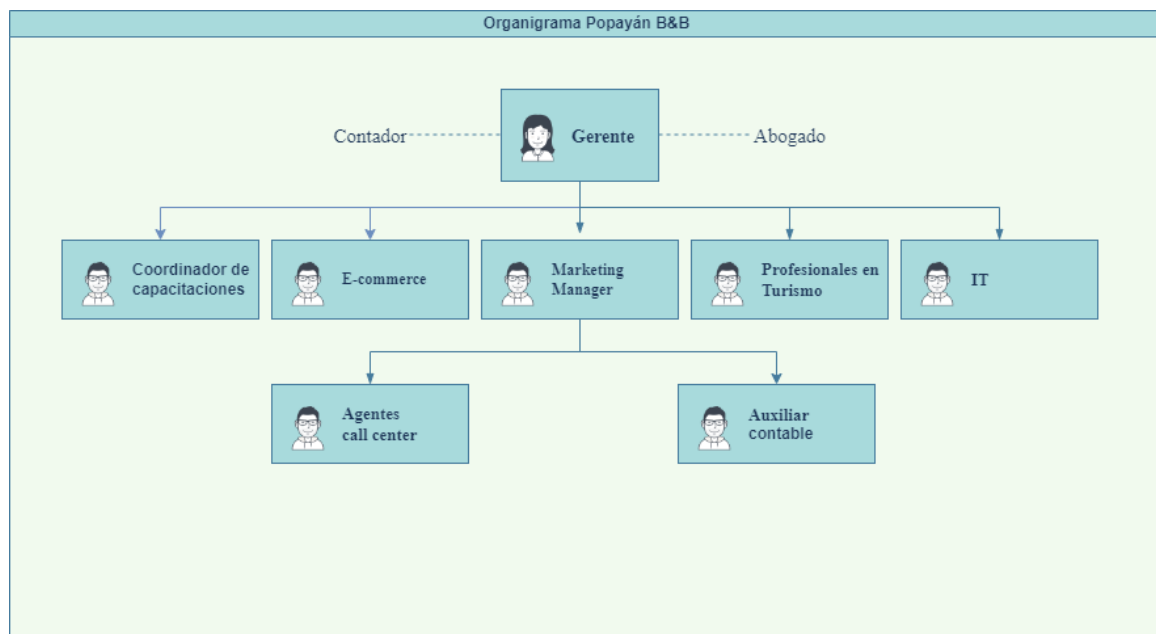 Organigrama Popayán B&B
Contador
Gerente
Abogado
Coordinador de
capacitaciones
E-commerce
Marketing
Manager
Profesionales en
Turismo
IT
Agentes
call center
Auxiliar
contable